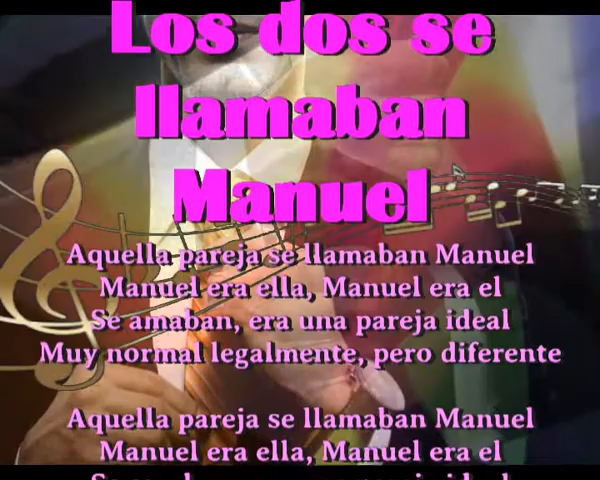 Los dos se
llamaban
Manuel
Aquella pareja se llamaban Manuel
Manuel era ella, Manuel era el
Se amaban, era una pareja ideal
Muy normal legalmente, pero diferente
Aquella pareja se llamaban Manuel
Manuel era ella, Manuel era el